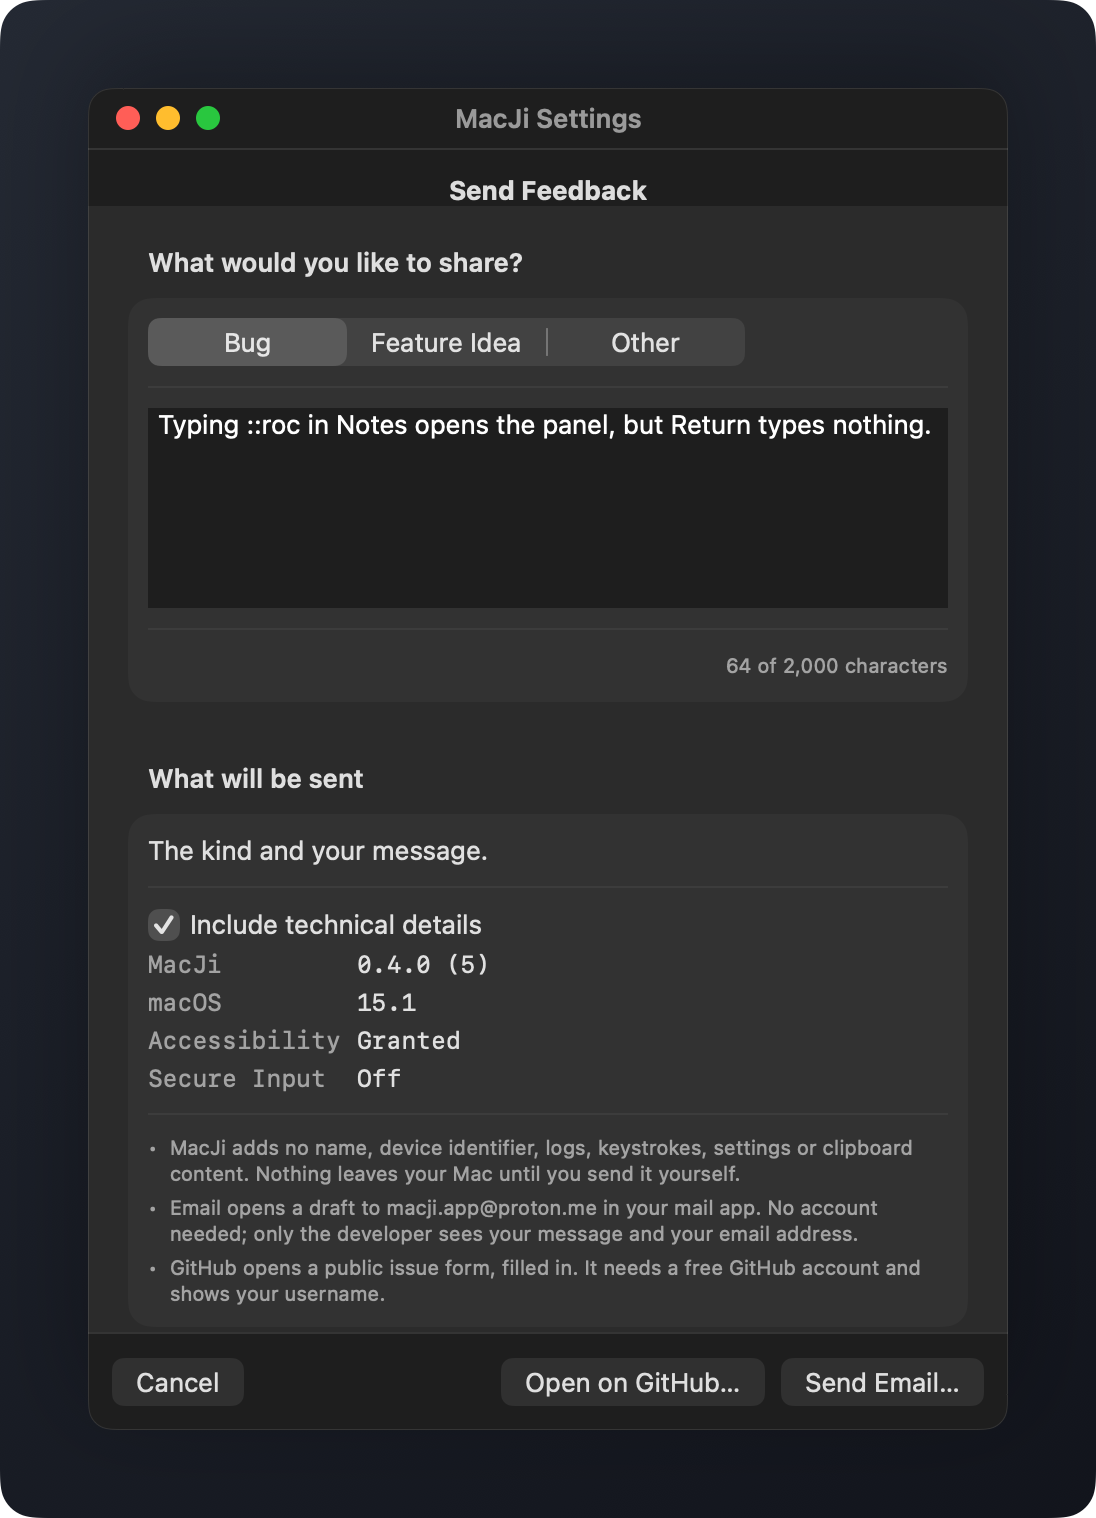 MacJi Settings
Send Feedback
What would you like to share?
Bug
Feature Idea
Other
Typing ::roc in Notes opens the panel, but Return types nothing.
64 of 2,000 characters
What will be sent
The kind and your message.
Include technical details
MacJi 0.4.0 (5)
macOS 15.1
Accessibility Granted
Secure Input Off
• MacJi adds no name, device identifier, logs, keystrokes, settings or clipboard
content. Nothing leaves your Mac until you send it yourself.
• Email opens a draft to macji.app@proton.me in your mail app. No account
needed; only the developer sees your message and your email address.
• GitHub opens a public issue form, filled in. It needs a free GitHub account and
shows your username.
Cancel
Open on GitHub...
Send Email...